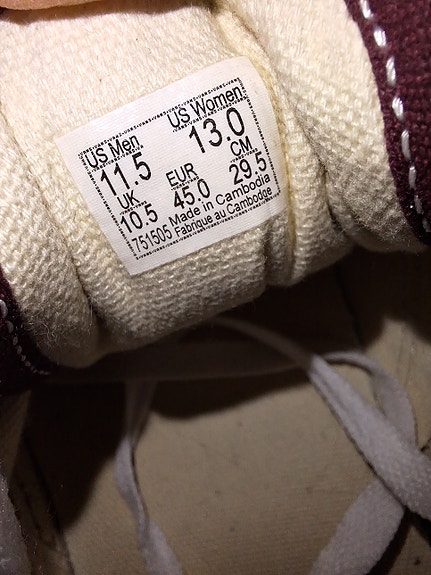 US Men US Women
11.5 13.0
UK EUR CM
10.5 45.0 29.5
751505 Made in Cambodia
Fabrique au Cambodge